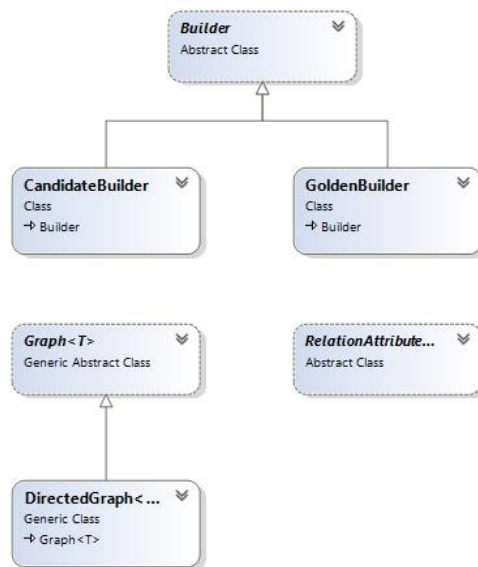 Builder
Abstract Class
CandidateBuilder
Class
Builder
GoldenBuilder
Class
Builder
Graph<T>
Generic Abstract Class
RelationAttribute...
Abstract Class
DirectedGraph< ...
Generic Class
Graph<T>